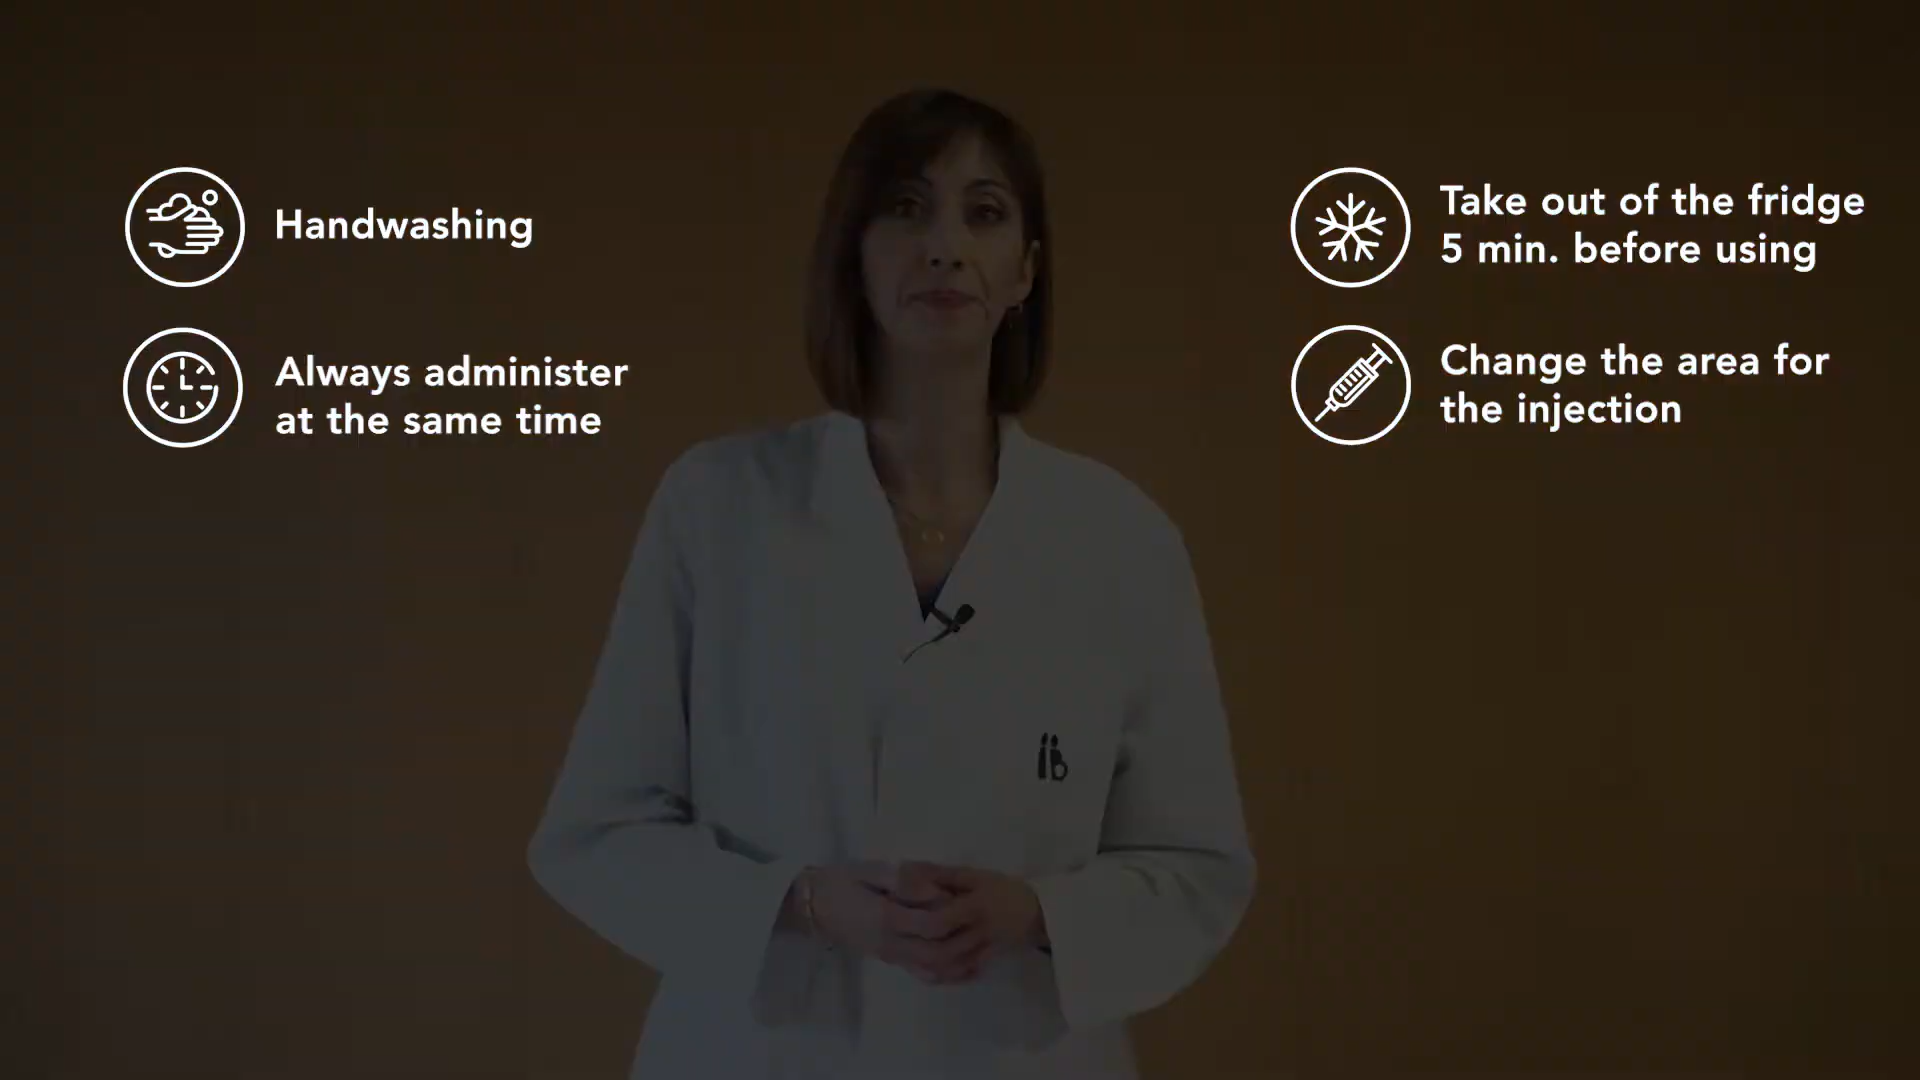 Handwashing
Always administer
at the same time
Take out of the fridge
5 min. before using
Change the area for
the injection